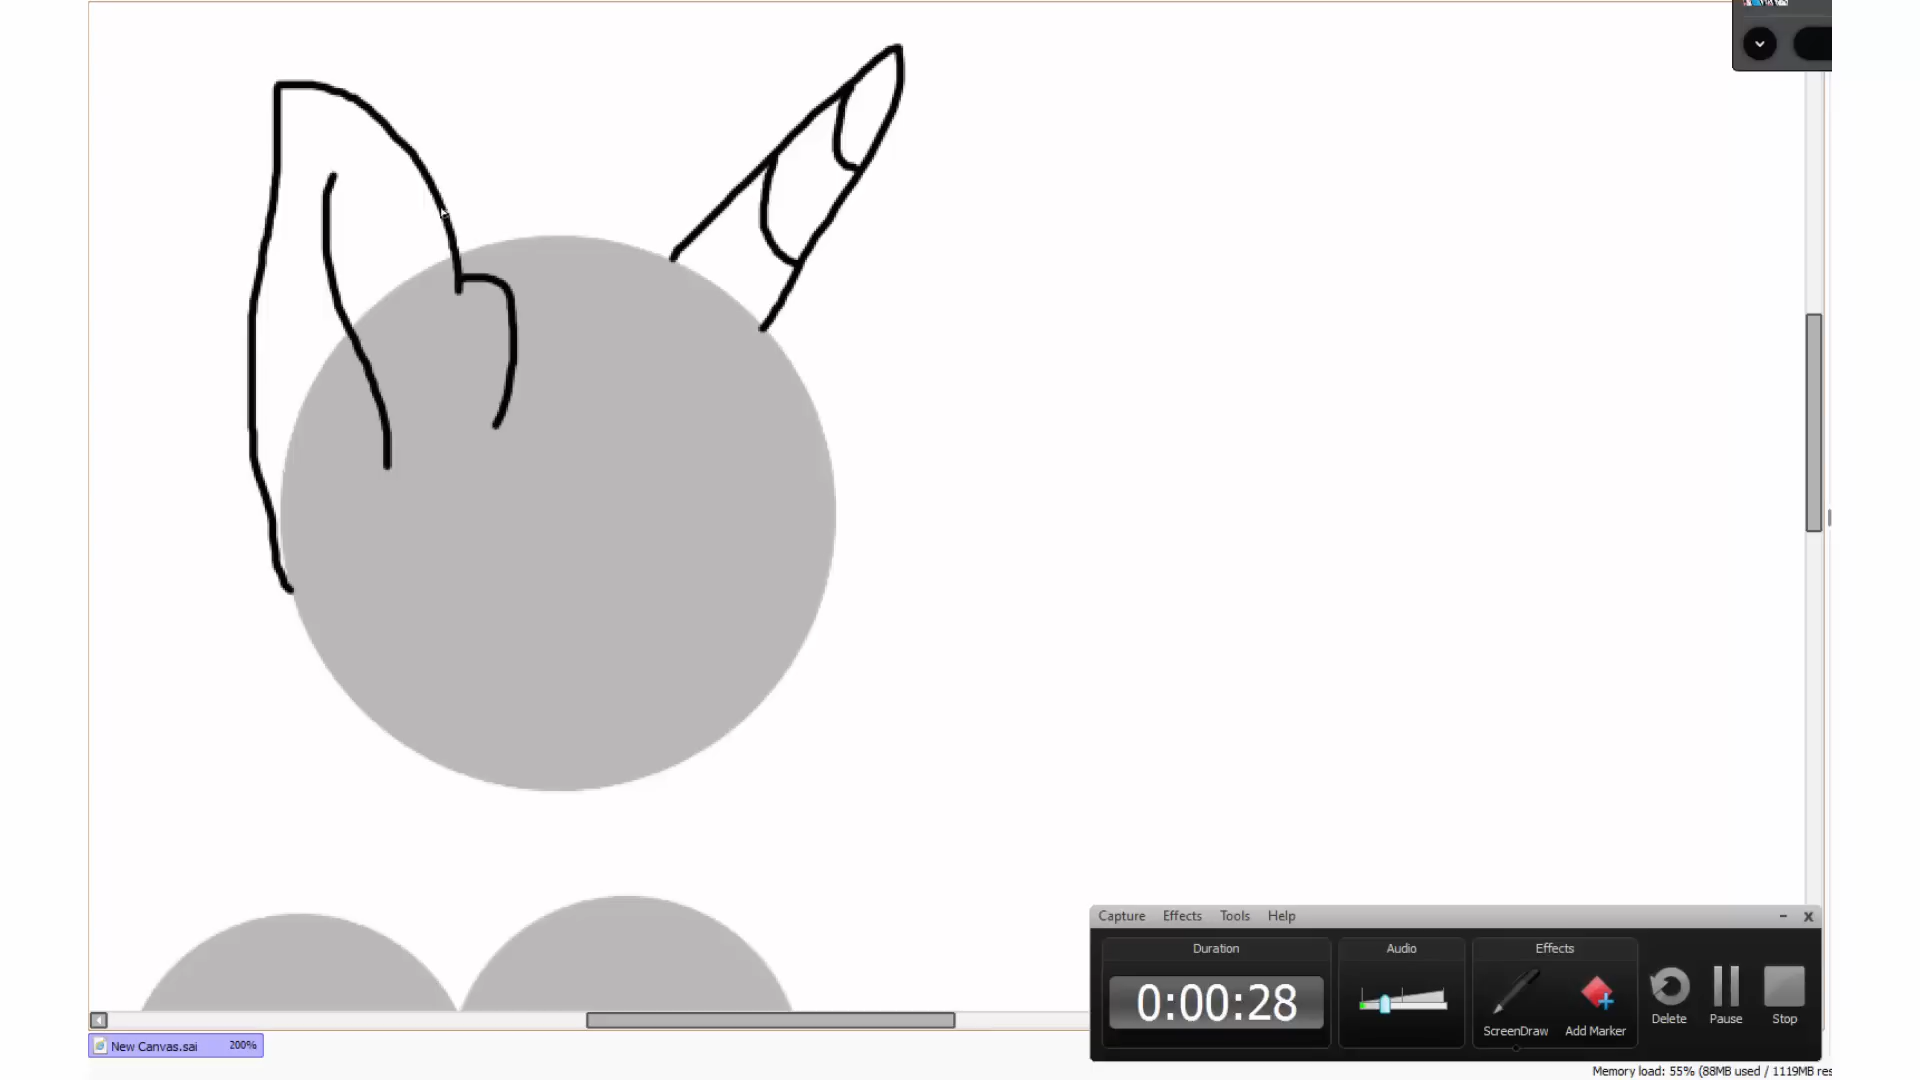 Capture Effects Tools Help
Duration Audio Effects
0:00:28
ScreenDraw Add Marker Delete Pause Stop
New Canvas.sai 200%
Memory load: 55% (88MB used / 1119MB res